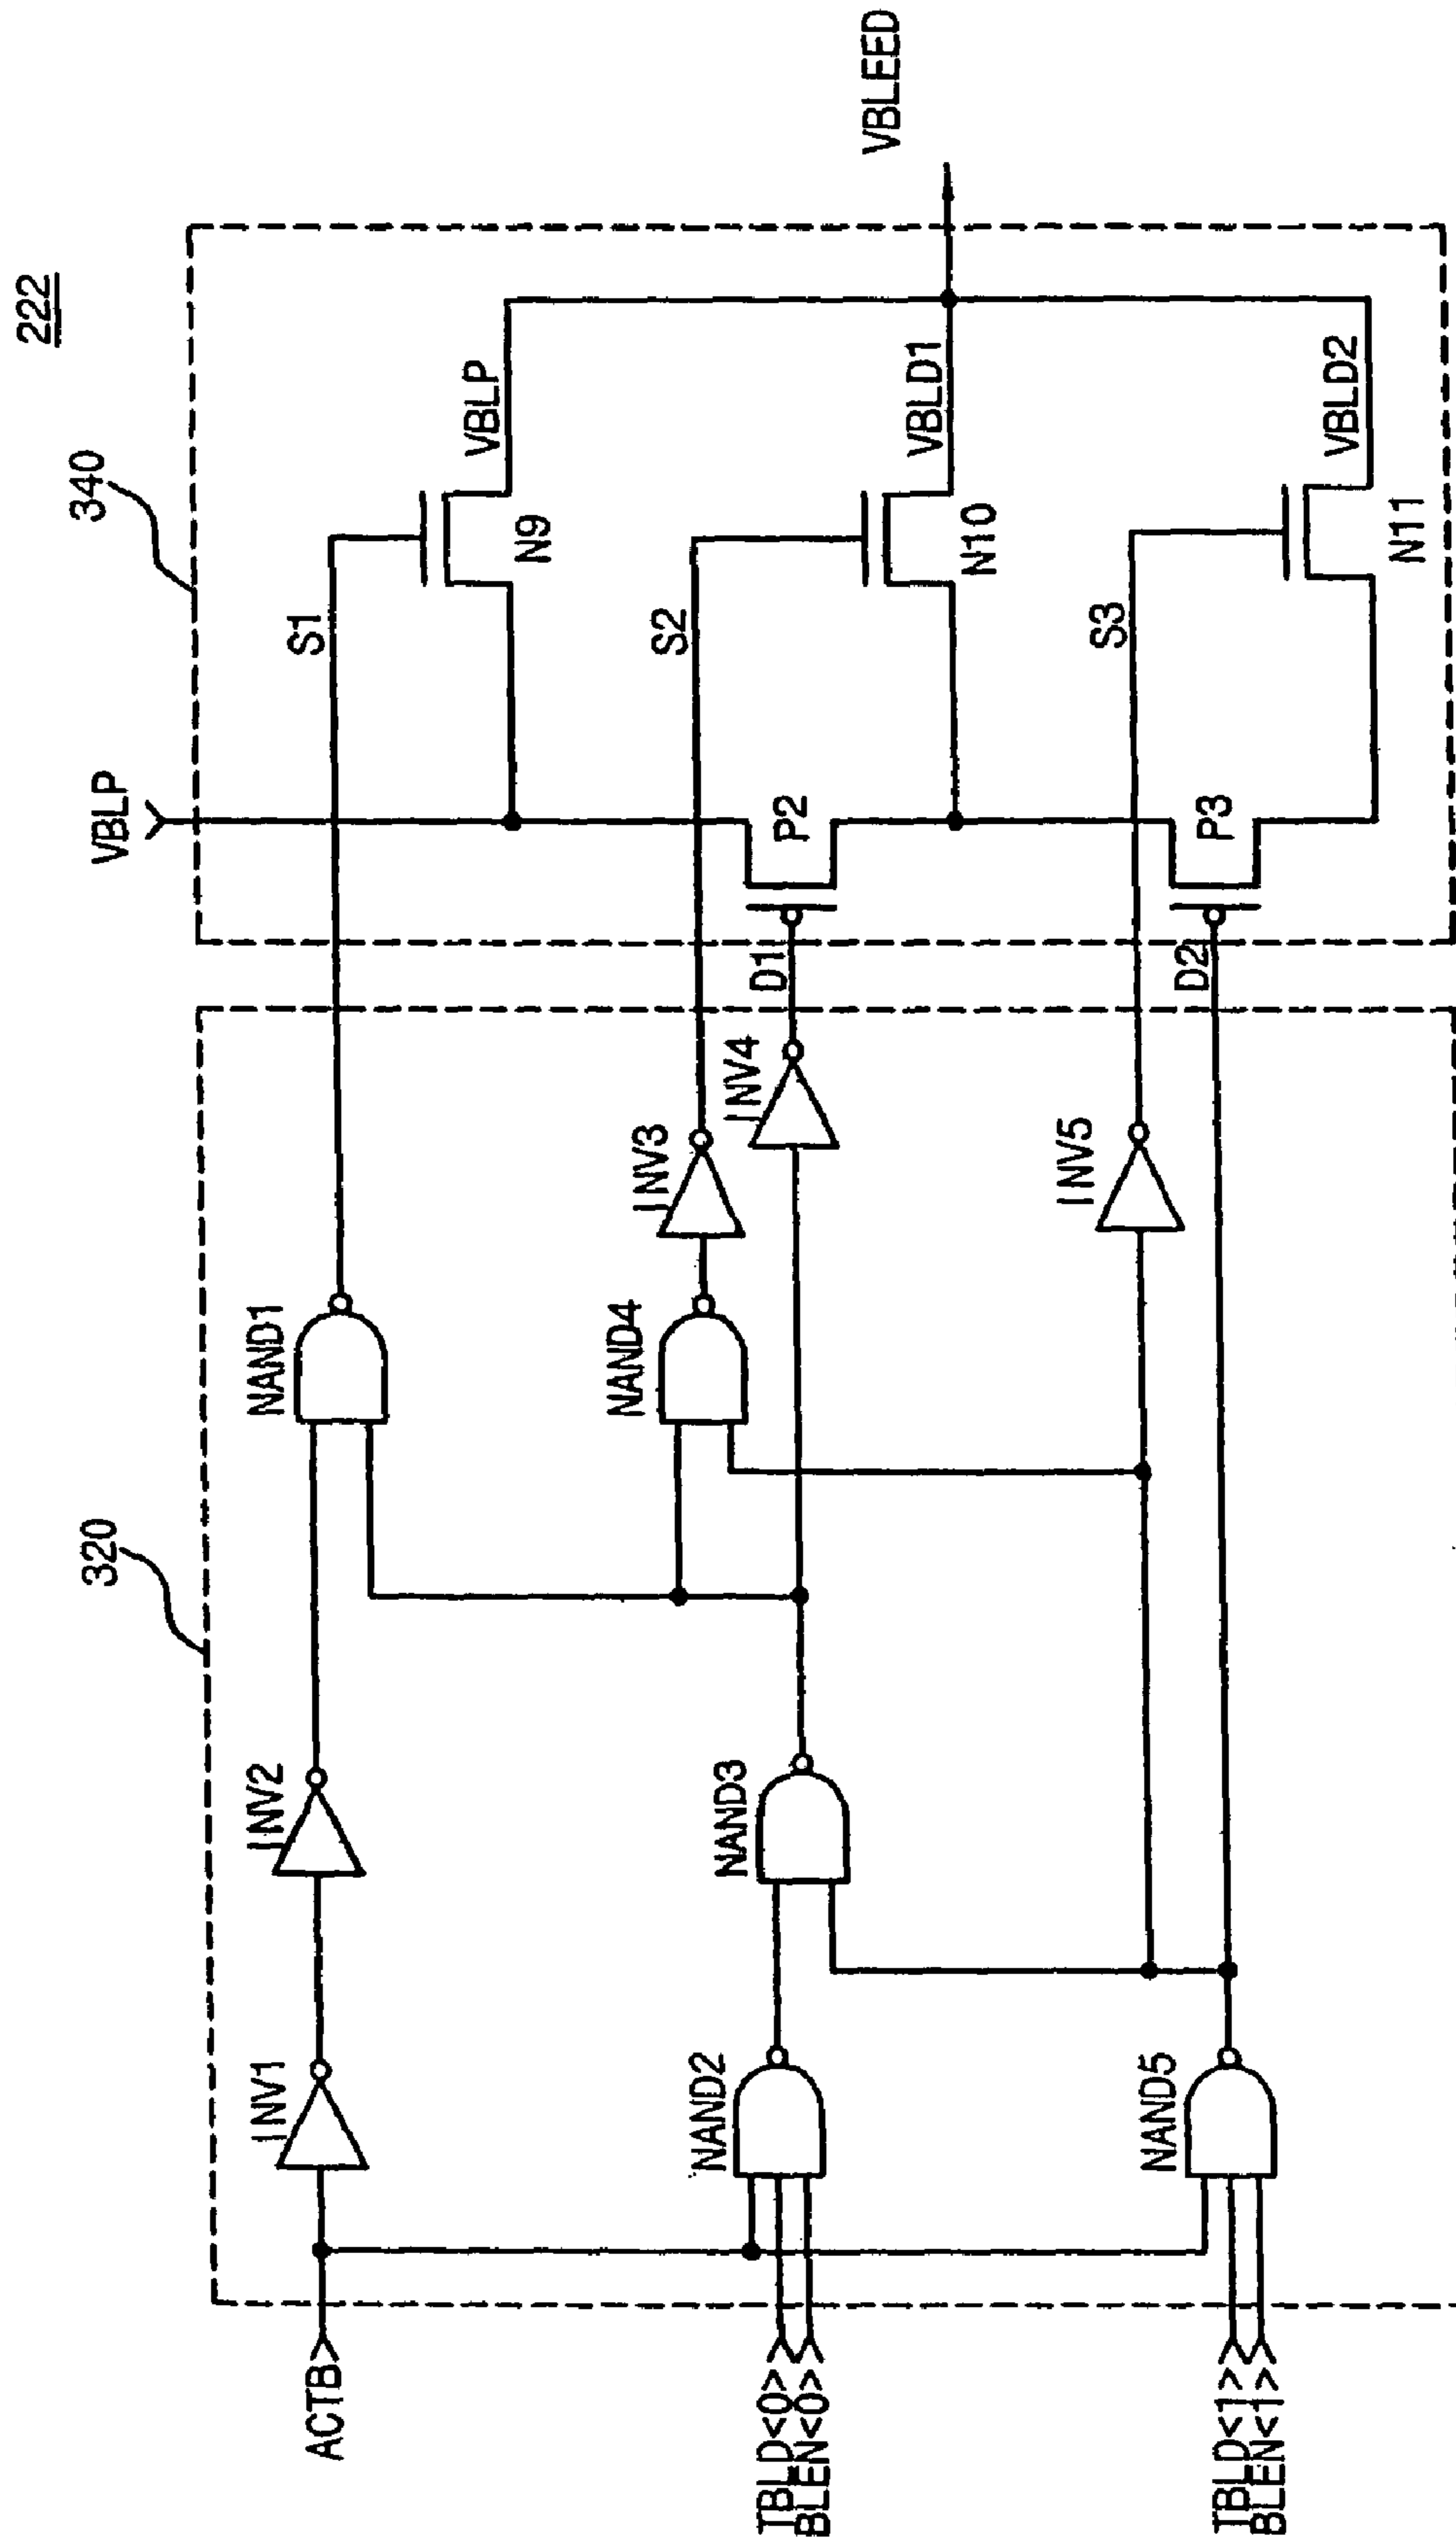 222
320
340
ACTB
INV1
INV2
NAND1
S1
VBLP
N9
VBLP
TBLD<0>
BLEN<0>
NAND2
NAND3
NAND4
INV3
S2
INV4
D1
P2
N10
VBLD1
VBLEED
TBLD<1>
BLEN<1>
NAND5
INV5
S3
D2
P3
N11
VBLD2